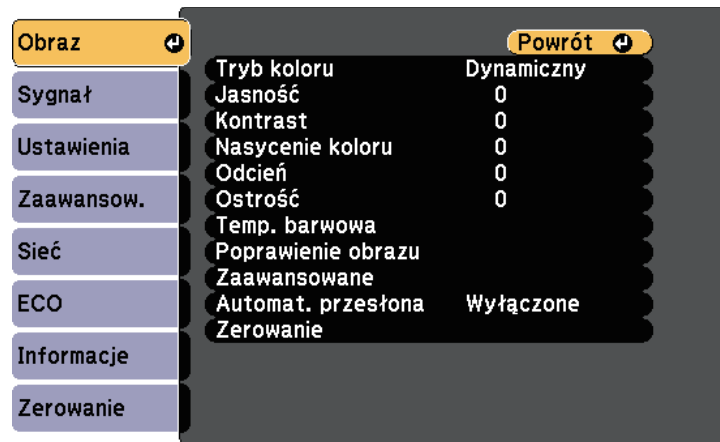 Obraz
Sygnał
Ustawienia
Zaawansow.
Sieć
ECO
Informacje
Zerowanie
Powrót
Tryb koloru Dynamiczny
Jasność 0
Kontrast 0
Nasycenie koloru 0
Odcień 0
Ostrość 0
Temp. barwowa
Poprawienie obrazu
Zaawansowane
Automat. przesłona Wyłączone
Zerowanie